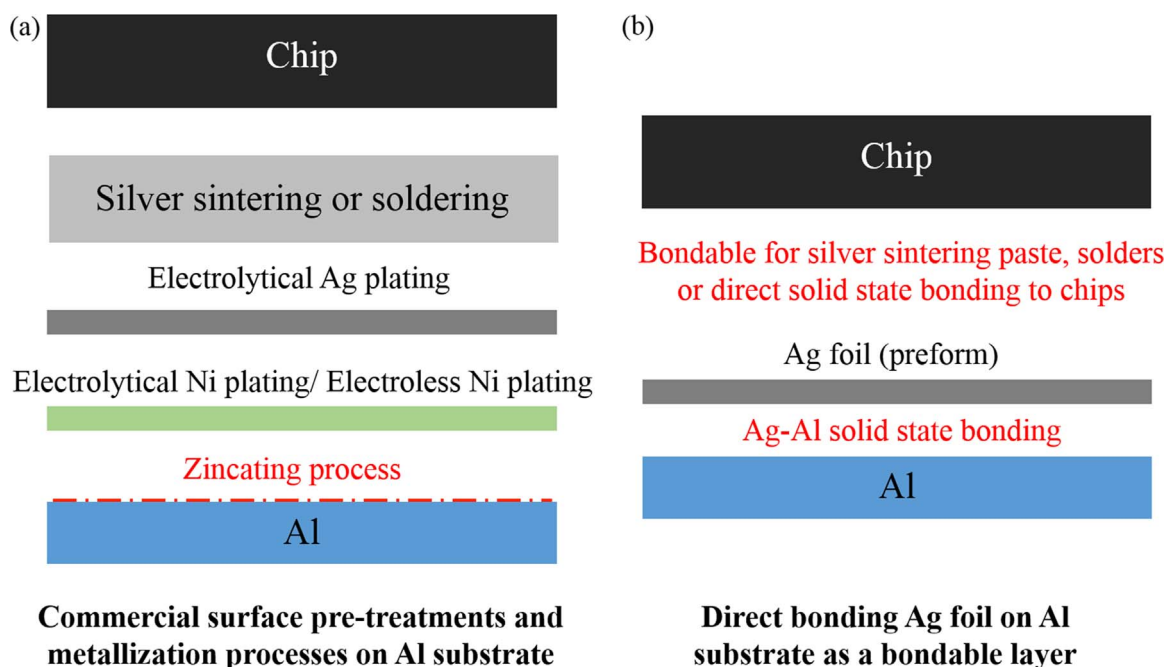 (a)
Chip
Silver sintering or soldering
Electrolytical Ag plating
Electrolytical Ni plating/ Electroless Ni plating
Zincating process
Al
Commercial surface pre-treatments and
metallization processes on Al substrate
(b)
Chip
Bondable for silver sintering paste, solders
or direct solid state bonding to chips
Ag foil (preform)
Ag-Al solid state bonding
Al
Direct bonding Ag foil on Al
substrate as a bondable layer